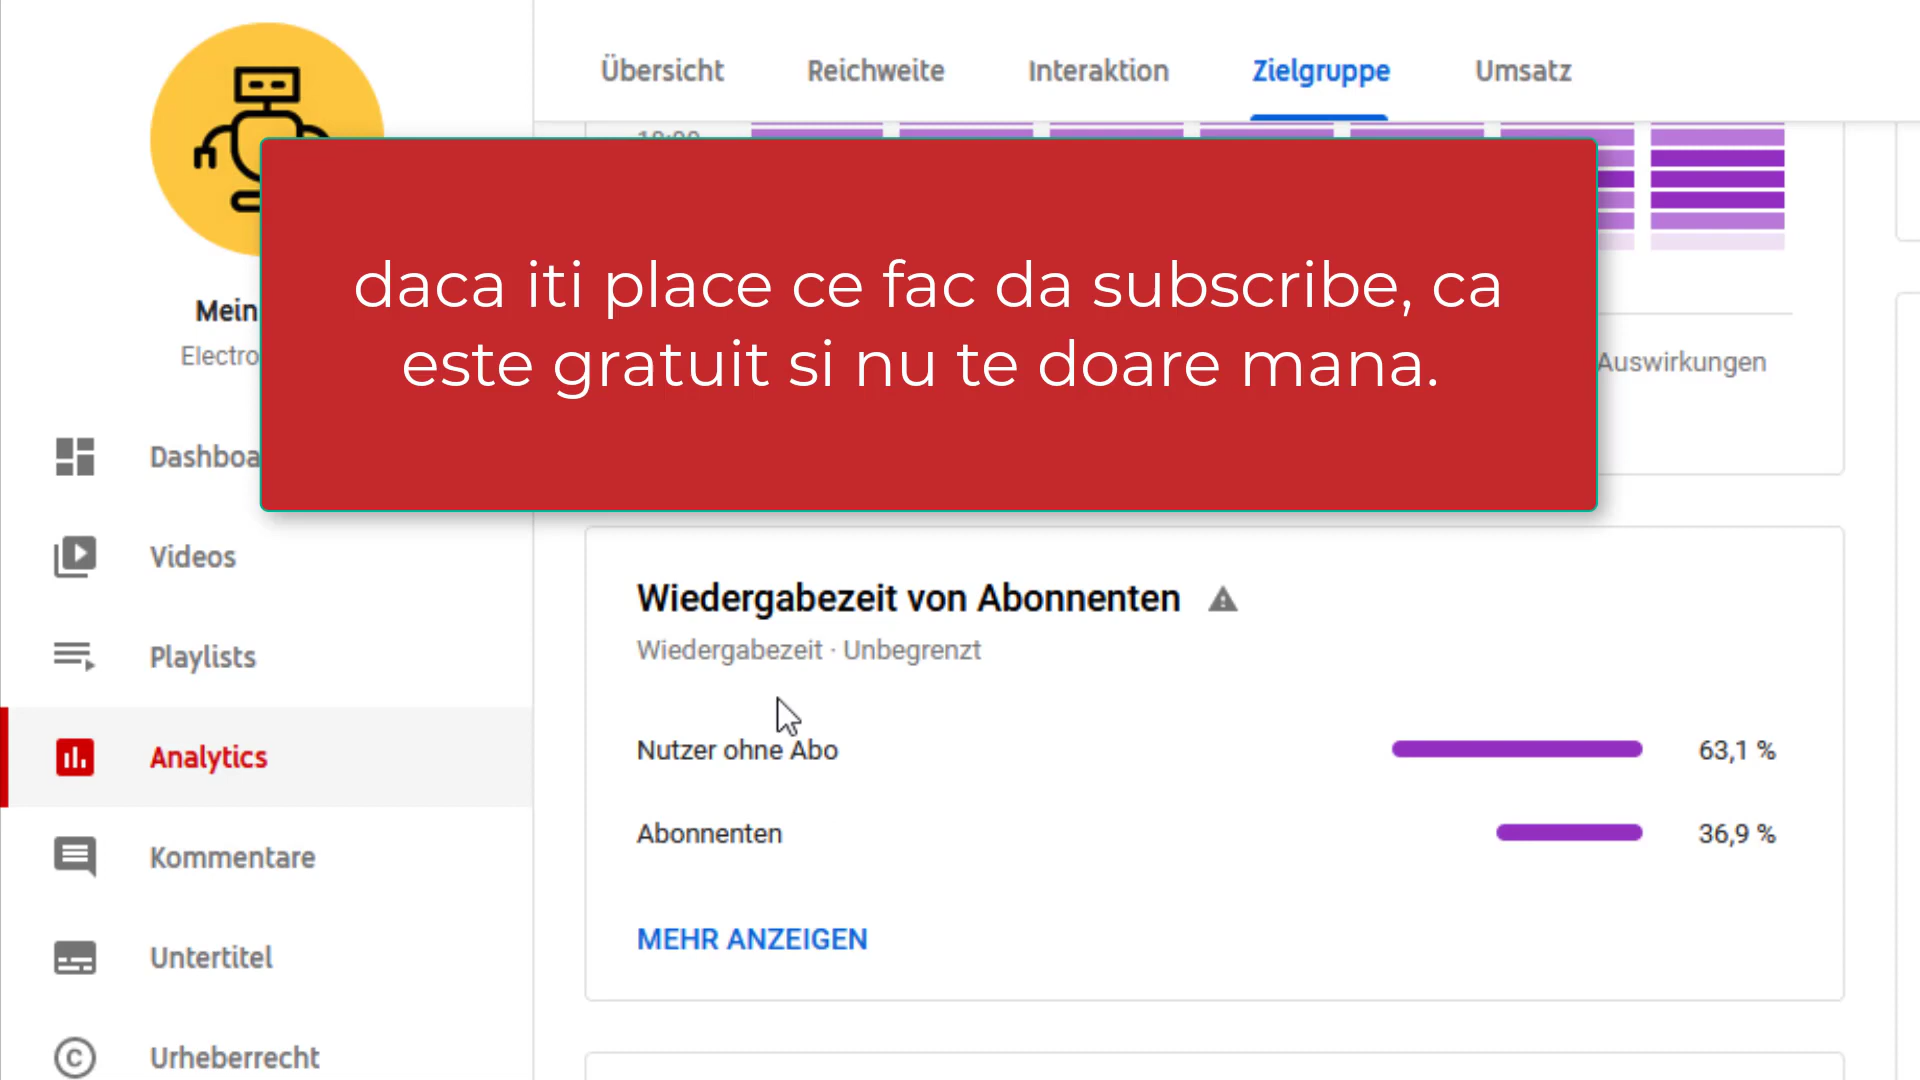 Übersicht
Reichweite
Interaktion
Zielgruppe
Umsatz
daca iti place ce fac da subscribe, ca
este gratuit si nu te doare mana.
Mein
Electro
Auswirkungen
Dashboa
Videos
Playlists
Analytics
Kommentare
Untertitel
Urheberrecht
Wiedergabezeit von Abonnenten
Wiedergabezeit · Unbegrenzt
Nutzer ohne Abo 63,1 %
Abonnenten 36,9 %
MEHR ANZEIGEN